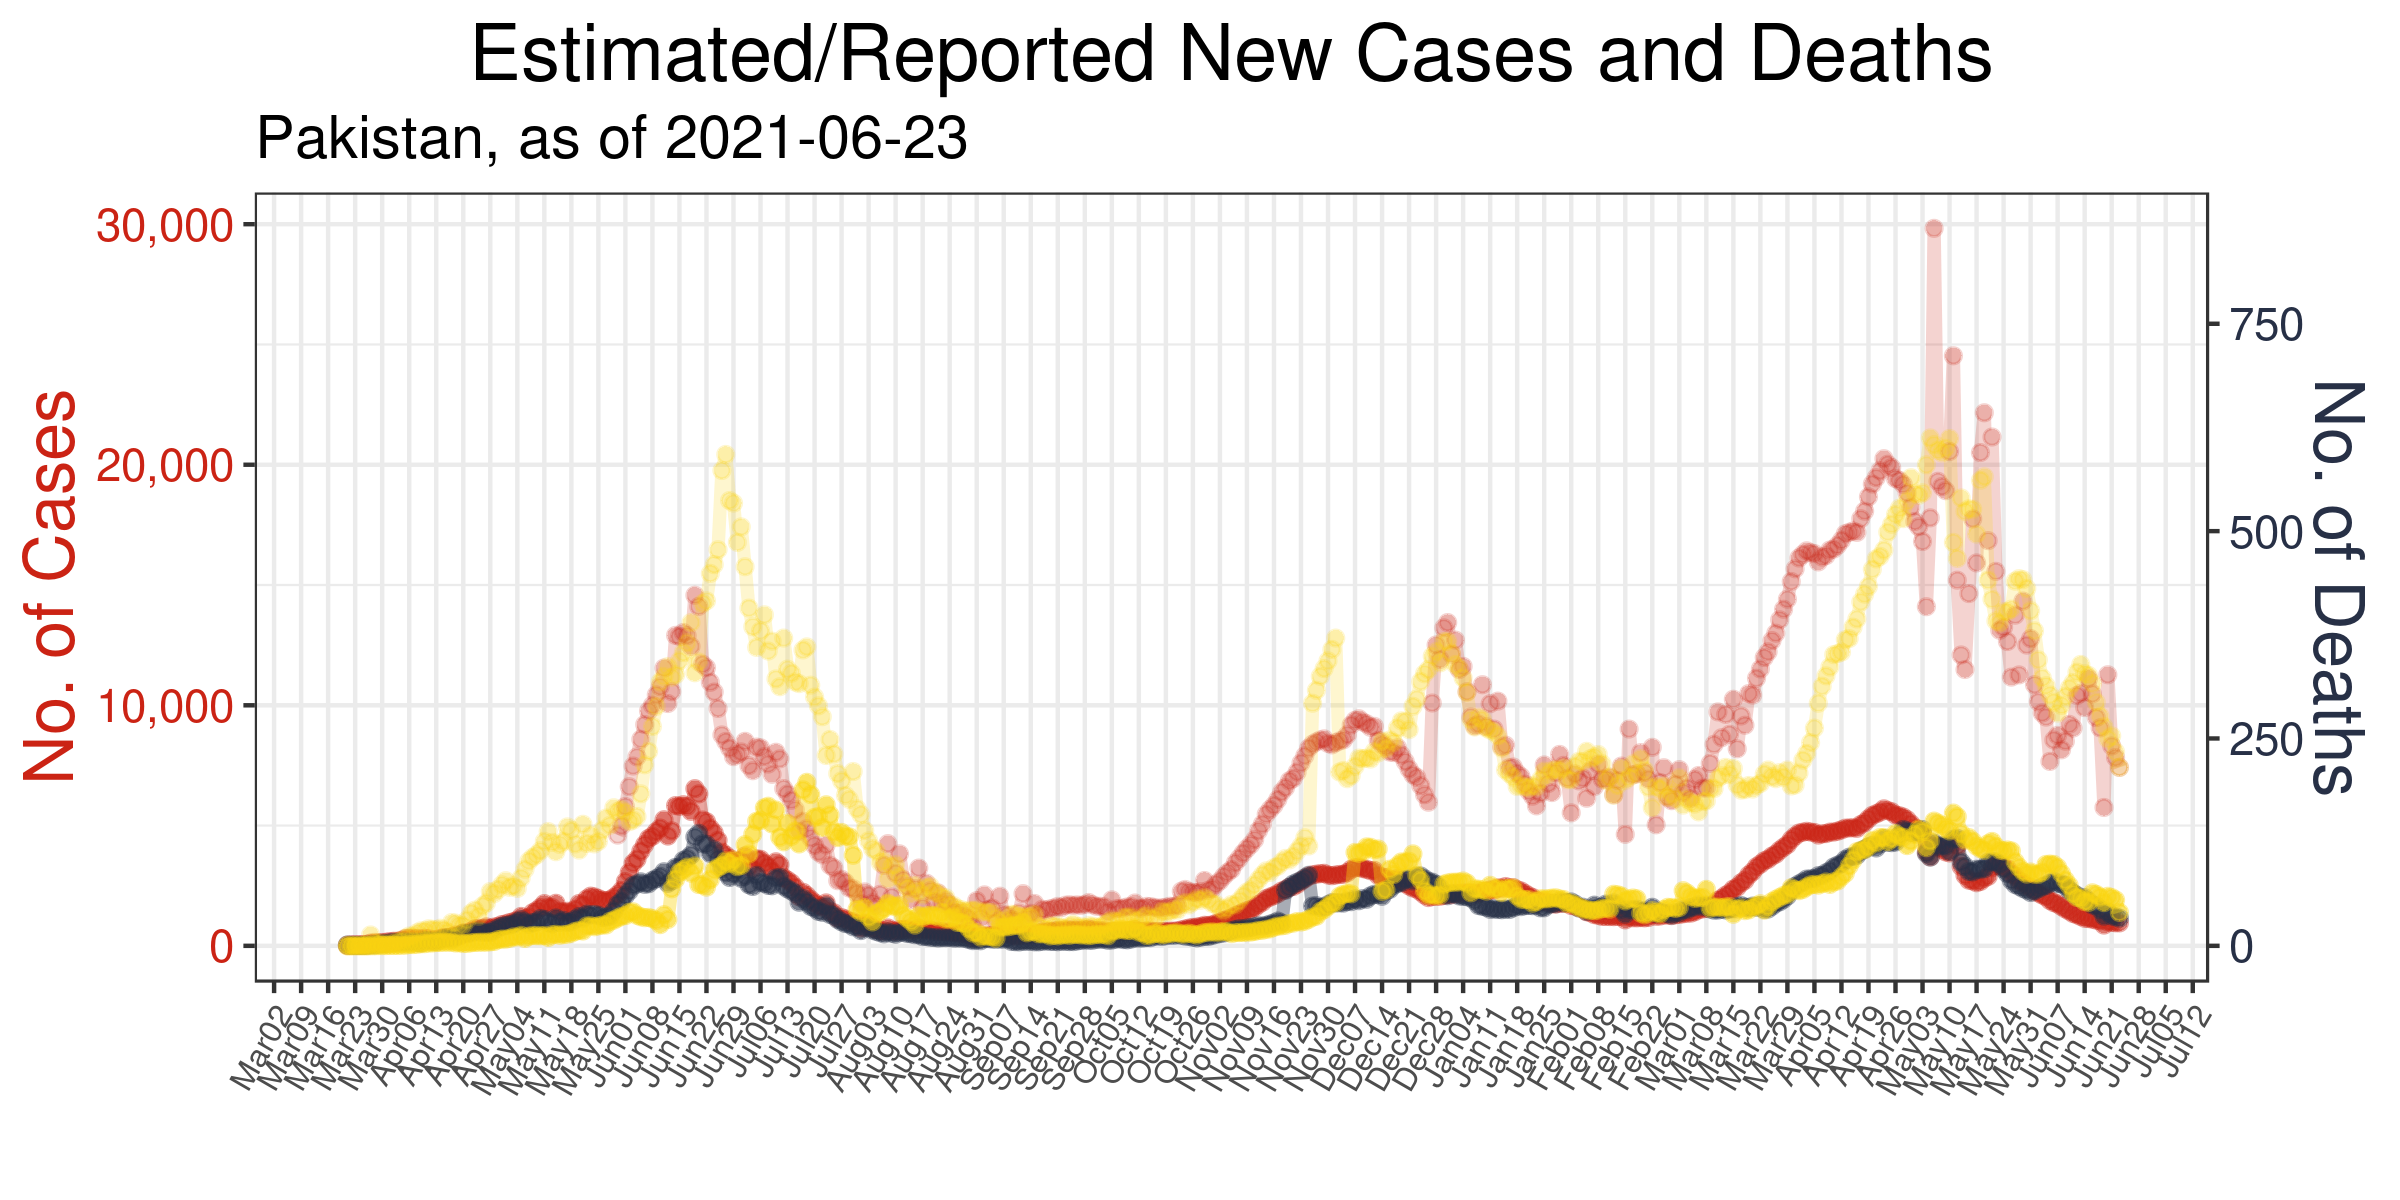 Estimated/Reported New Cases and Deaths
Pakistan, as of 2021-06-23
No. of Cases
30,000
20,000
10,000
0
750
500
250
0
No. of Deaths
Mar02
Mar09
Mar16
Mar23
Mar30
Apr06
Apr13
Apr20
Apr27
May04
May11
May18
May25
Jun01
Jun08
Jun15
Jun22
Jun29
Jul06
Jul13
Jul20
Jul27
Aug03
Aug10
Aug17
Aug24
Aug31
Sep07
Sep14
Sep21
Sep28
Oct05
Oct12
Oct19
Oct26
Nov02
Nov09
Nov16
Nov23
Nov30
Dec07
Dec14
Dec21
Dec28
Jan04
Jan11
Jan18
Jan25
Feb01
Feb08
Feb15
Feb22
Mar01
Mar08
Mar15
Mar22
Mar29
Apr05
Apr12
Apr19
Apr26
May03
May10
May17
May24
May31
Jun07
Jun14
Jun21
Jun28
Jul05
Jul12